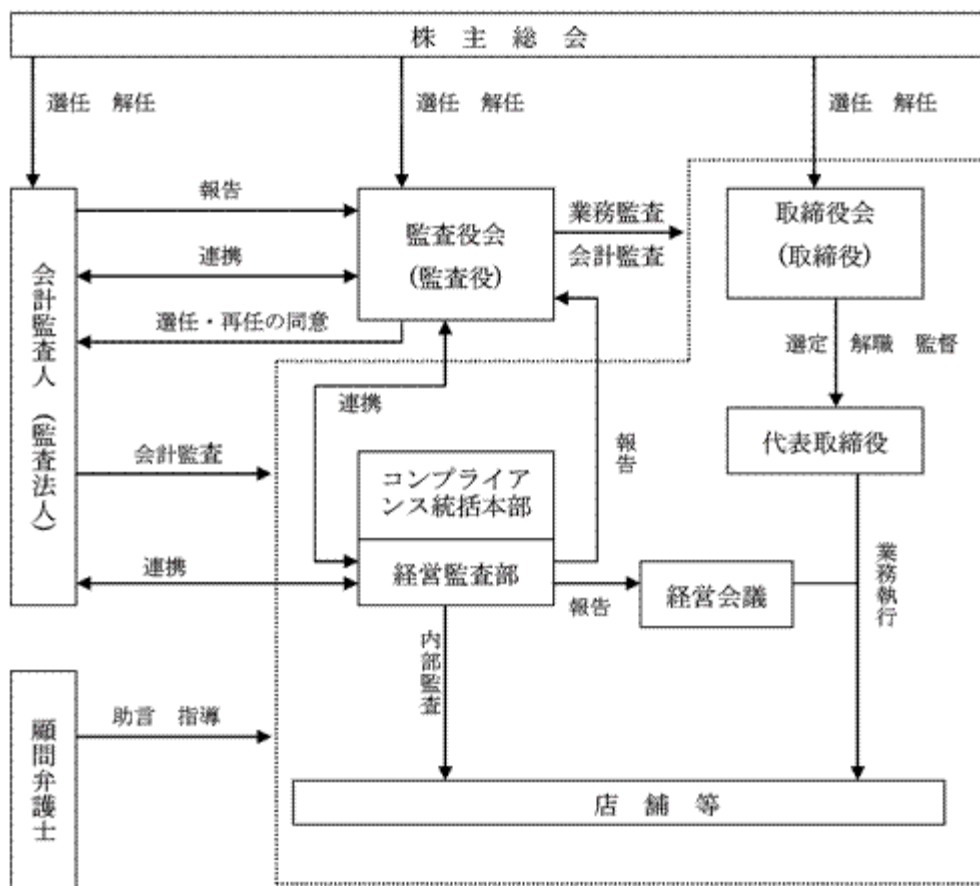 株 主 総 会
選任 解任
選任 解任
選任 解任
報告
連携
選任・再任の同意
会計監査人 (監査法人)
監査役会
(監査役)
業務監査
会計監査
取締役会
(取締役)
選定 解職 監督
代表取締役
連携
報告
会計監査
コンプライア
ンス統括本部
経営監査部
連携
報告
経営会議
業務執行
内部監査
顧問弁護士
助言 指導
店 舗 等